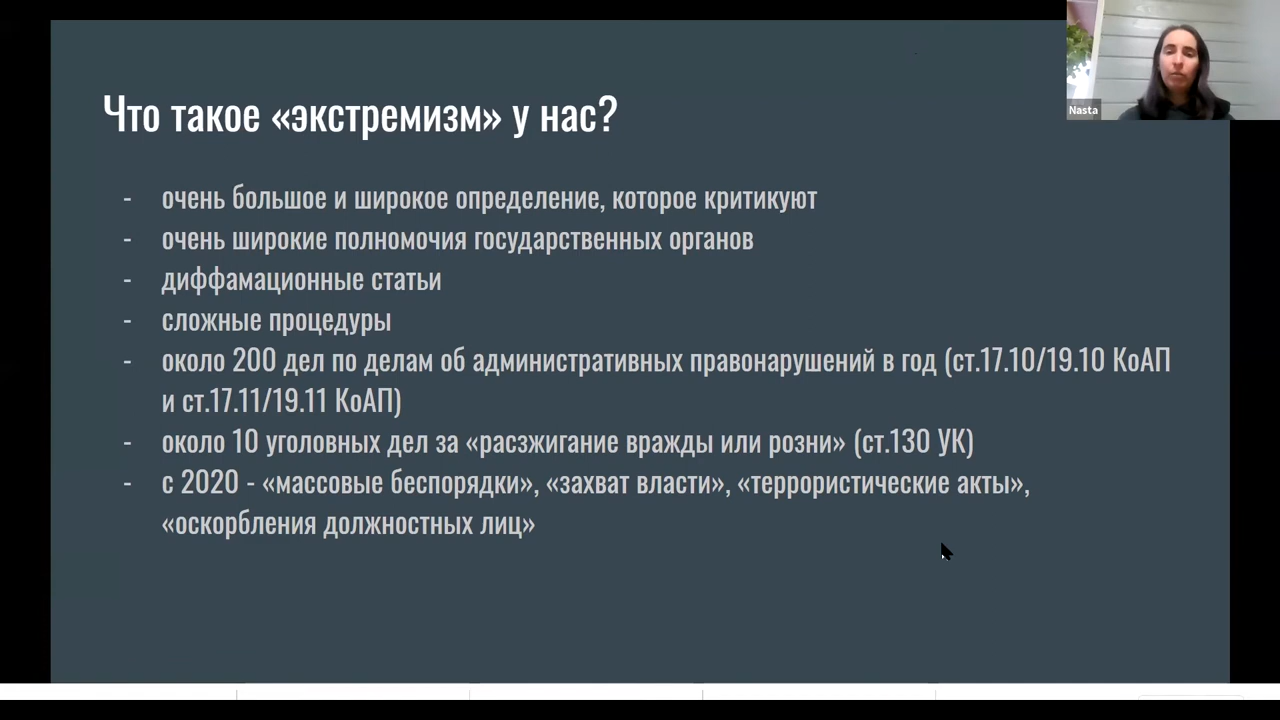 Что такое «экстремизм» у нас?
- очень большое и широкое определение, которое критикуют
- очень широкие полномочия государственных органов
- диффамационные статьи
- сложные процедуры
- около 200 дел по делам об административных правонарушений в год (ст.17.10/19.10 КоАП
и ст.17.11/19.11 КоАП)
- около 10 уголовных дел за «расзжигание вражды или розни» (ст.130 УК)
- с 2020 - «массовые беспорядки», «захват власти», «террористические акты»,
«оскорбления должностных лиц»
Nasta